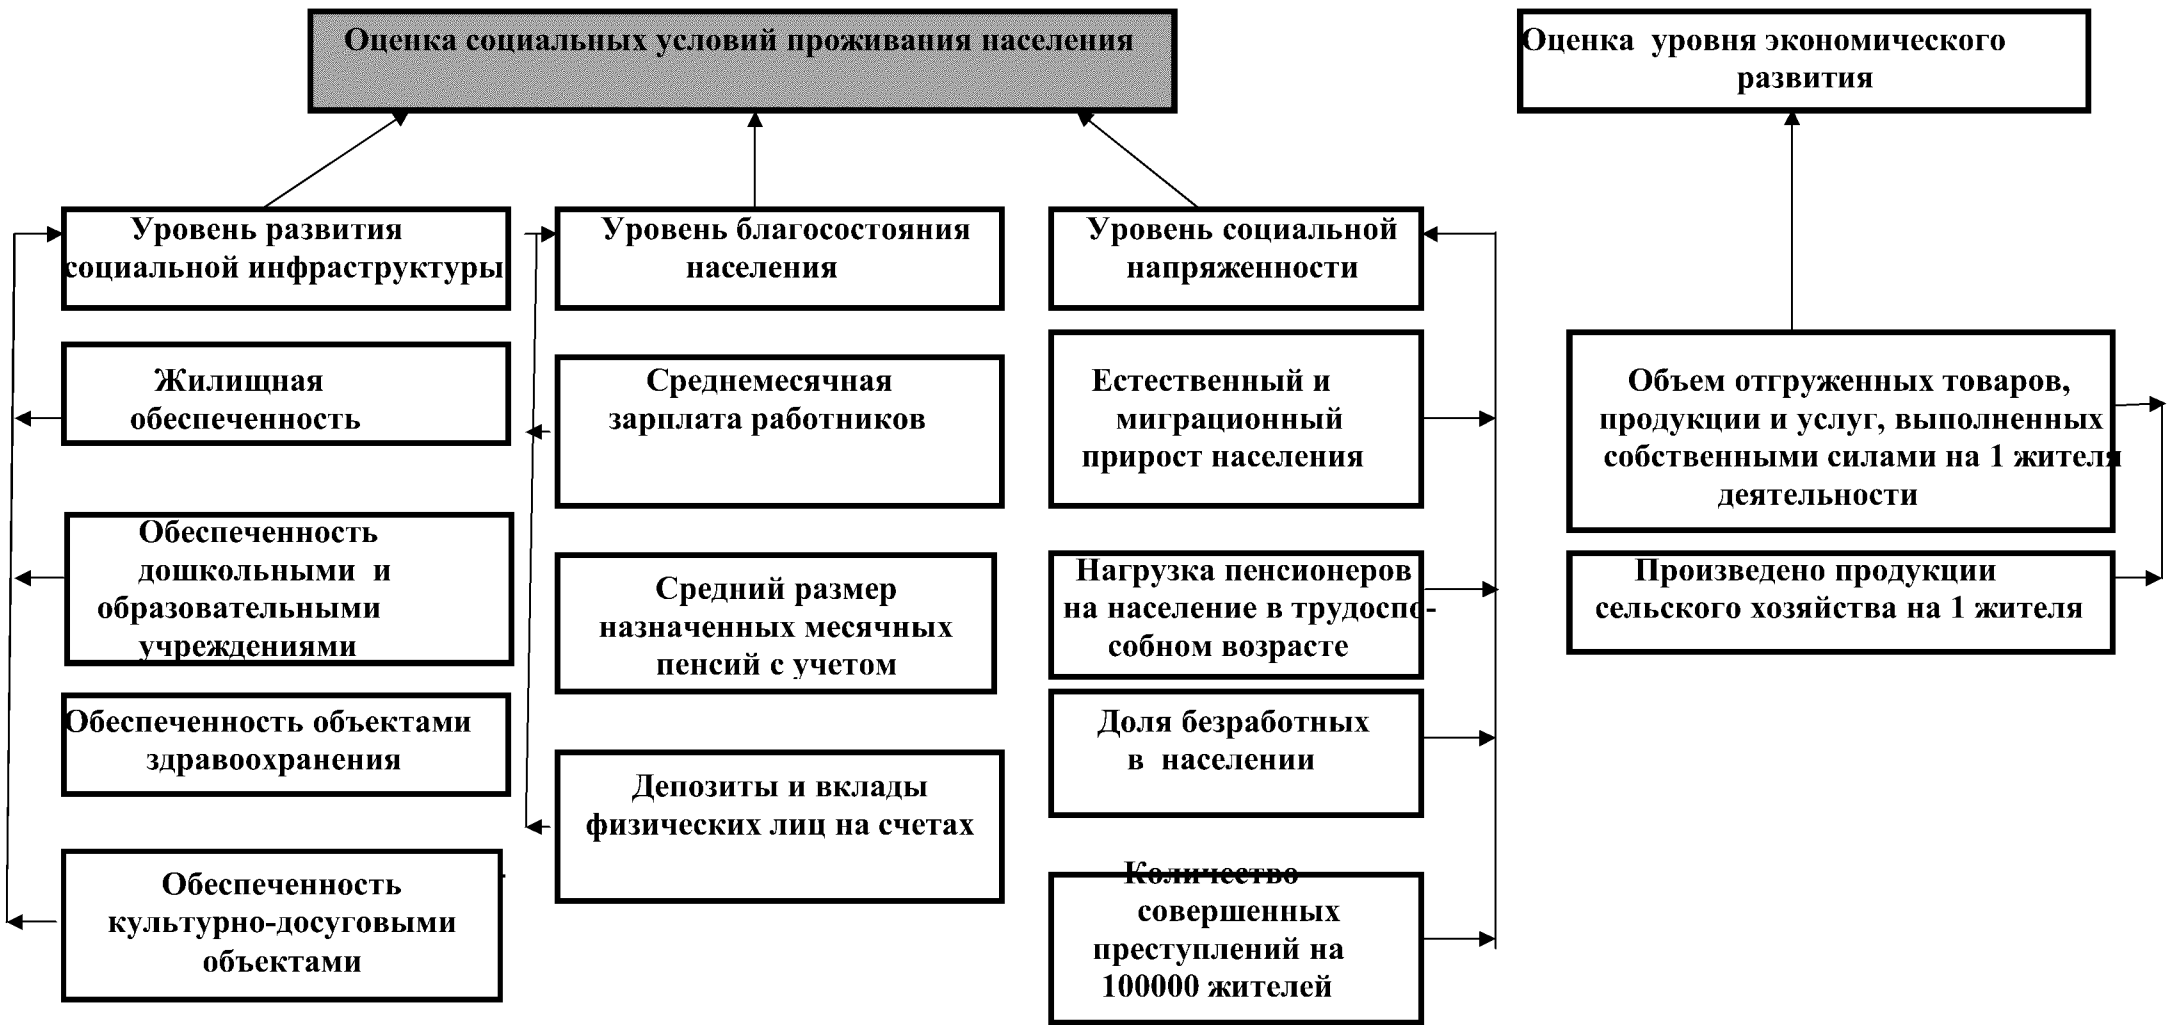 Оценка социальных условий проживания населения
Оценка уровня экономического
развития
Уровень развития
социальной инфраструктуры
Жилищная
обеспеченность
Обеспеченность
дошкольными и
образовательными
учреждениями
Обеспеченность объектами
здравоохранения
Обеспеченность
культурно-досуговыми
объектами
Уровень благосостояния
населения
Среднемесячная
зарплата работников
Средний размер
назначенных месячных
пенсий с учетом
Депозиты и вклады
физических лиц на счетах
Уровень социальной
напряженности
Естественный и
миграционный
прирост населения
Нагрузка пенсионеров
на население в трудоспо-
собном возрасте
Доля безработных
в населении
Количество
совершенных
преступлений на
100000 жителей
Объем отгруженных товаров,
продукции и услуг, выполненных
собственными силами на 1 жителя
деятельности
Произведено продукции
сельского хозяйства на 1 жителя